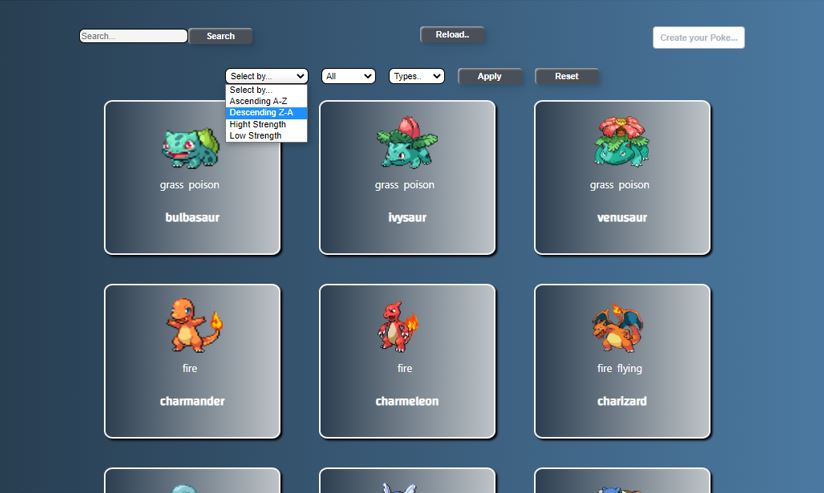 Search...
Search
Reload..
Create your Poke...
Select by...
All
Types..
Apply
Reset
Select by...
Ascending A-Z
Descending Z-A
Hight Strength
Low Strength
grass poison
bulbasaur
grass poison
ivysaur
grass poison
venusaur
fire
charmander
fire
charmeleon
fire flying
charizard